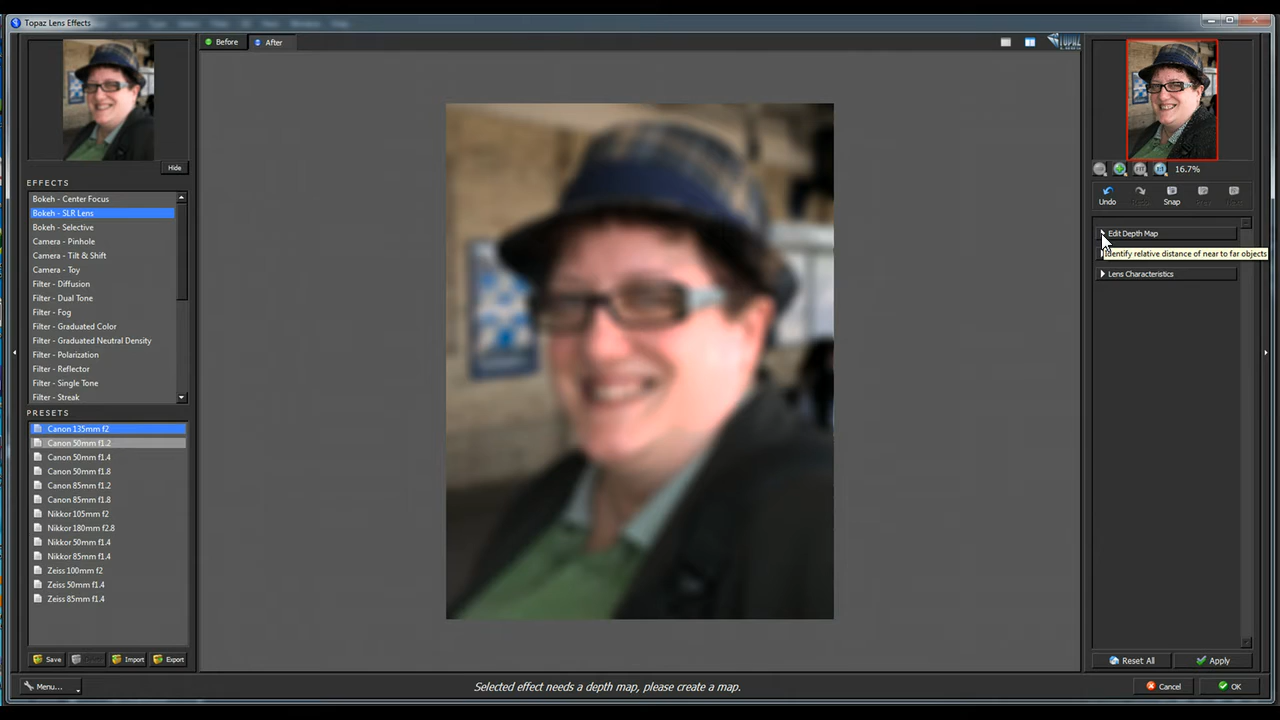 Topaz Lens Effects
Before
After
TOPAZ
Hide
16.7%
EFFECTS
Bokeh - Center Focus
Bokeh - SLR Lens
Bokeh - Selective
Camera - Pinhole
Camera - Tilt & Shift
Camera - Toy
Filter - Diffusion
Filter - Dual Tone
Filter - Fog
Filter - Graduated Color
Filter - Graduated Neutral Density
Filter - Polarization
Filter - Reflector
Filter - Single Tone
Filter - Streak
PRESETS
Canon 135mm f2
Canon 50mm f1.2
Canon 50mm f1.4
Canon 50mm f1.8
Canon 85mm f1.2
Canon 85mm f1.8
Nikkor 105mm f2
Nikkor 180mm f2.8
Nikkor 50mm f1.4
Nikkor 85mm f1.4
Zeiss 100mm f2
Zeiss 50mm f1.4
Zeiss 85mm f1.4
Save
Import
Export
Menu...
Selected effect needs a depth map, please create a map.
Undo
Snap
Edit Depth Map
Identify relative distance of near to far objects
Lens Characteristics
Reset All
Apply
Cancel
OK